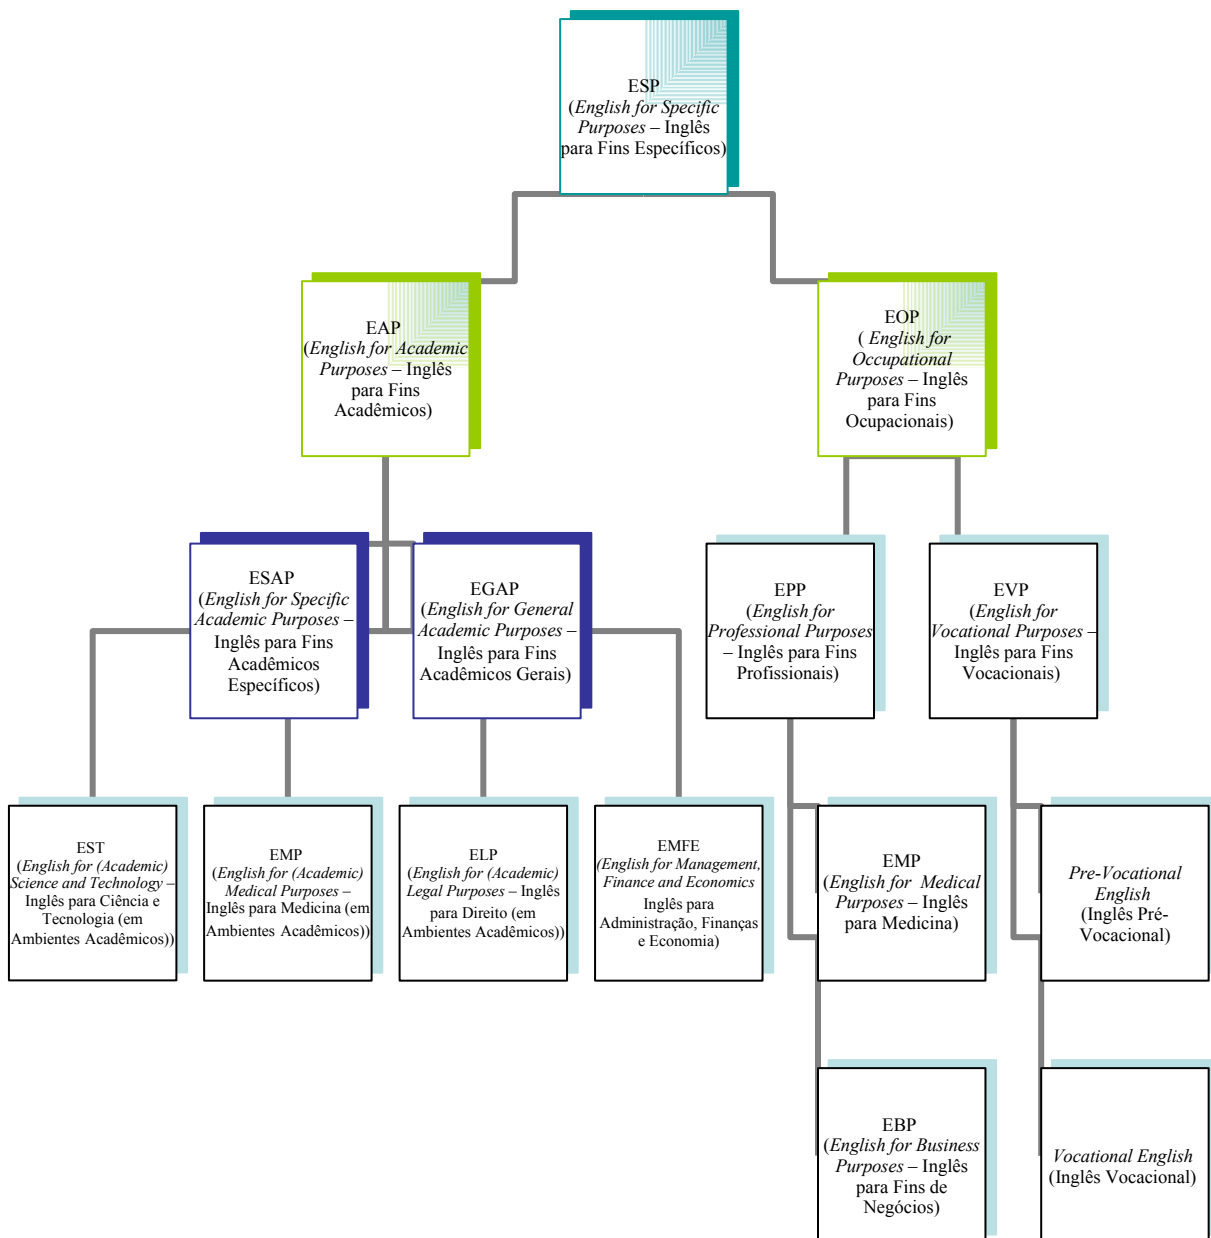 ESP
(English for Specific
Purposes – Inglês
para Fins Específicos)
EAP
(English for Academic
Purposes – Inglês
para Fins
Acadêmicos)
EOP
( English for
Occupational
Purposes – Inglês
para Fins
Ocupacionais)
ESAP
(English for Specific
Academic Purposes –
Inglês para Fins
Acadêmicos
Específicos)
EGAP
(English for General
Academic Purposes –
Inglês para Fins
Acadêmicos Gerais)
EPP
(English for
Professional Purposes
– Inglês para Fins
Profissionais)
EVP
(English for
Vocational Purposes –
Inglês para Fins
Vocacionais)
EST
(English for (Academic)
Science and Technology –
Inglês para Ciência e
Tecnologia (em
Ambientes Acadêmicos))
EMP
(English for (Academic)
Medical Purposes –
Inglês para Medicina (em
Ambientes Acadêmicos))
ELP
(English for (Academic)
Legal Purposes – Inglês
para Direito (em
Ambientes Acadêmicos))
EMFE
(English for Management,
Finance and Economics
Inglês para
Administração, Finanças
e Economia)
EMP
(English for Medical
Purposes – Inglês
para Medicina)
Pre-Vocational
English
(Inglês Pré-
Vocacional)
EBP
(English for Business
Purposes – Inglês
para Fins de
Negócios)
Vocational English
(Inglês Vocacional)